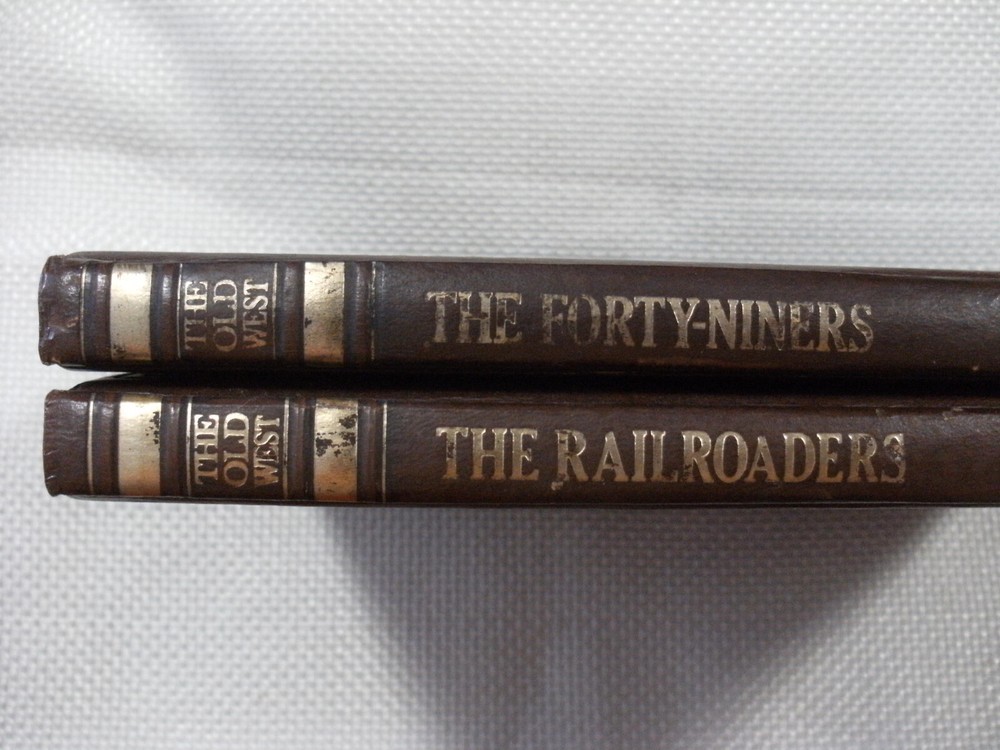 THE
OLD
WEST
THE FORTY-NINERS
THE
OLD
WEST
THE RAILROADERS